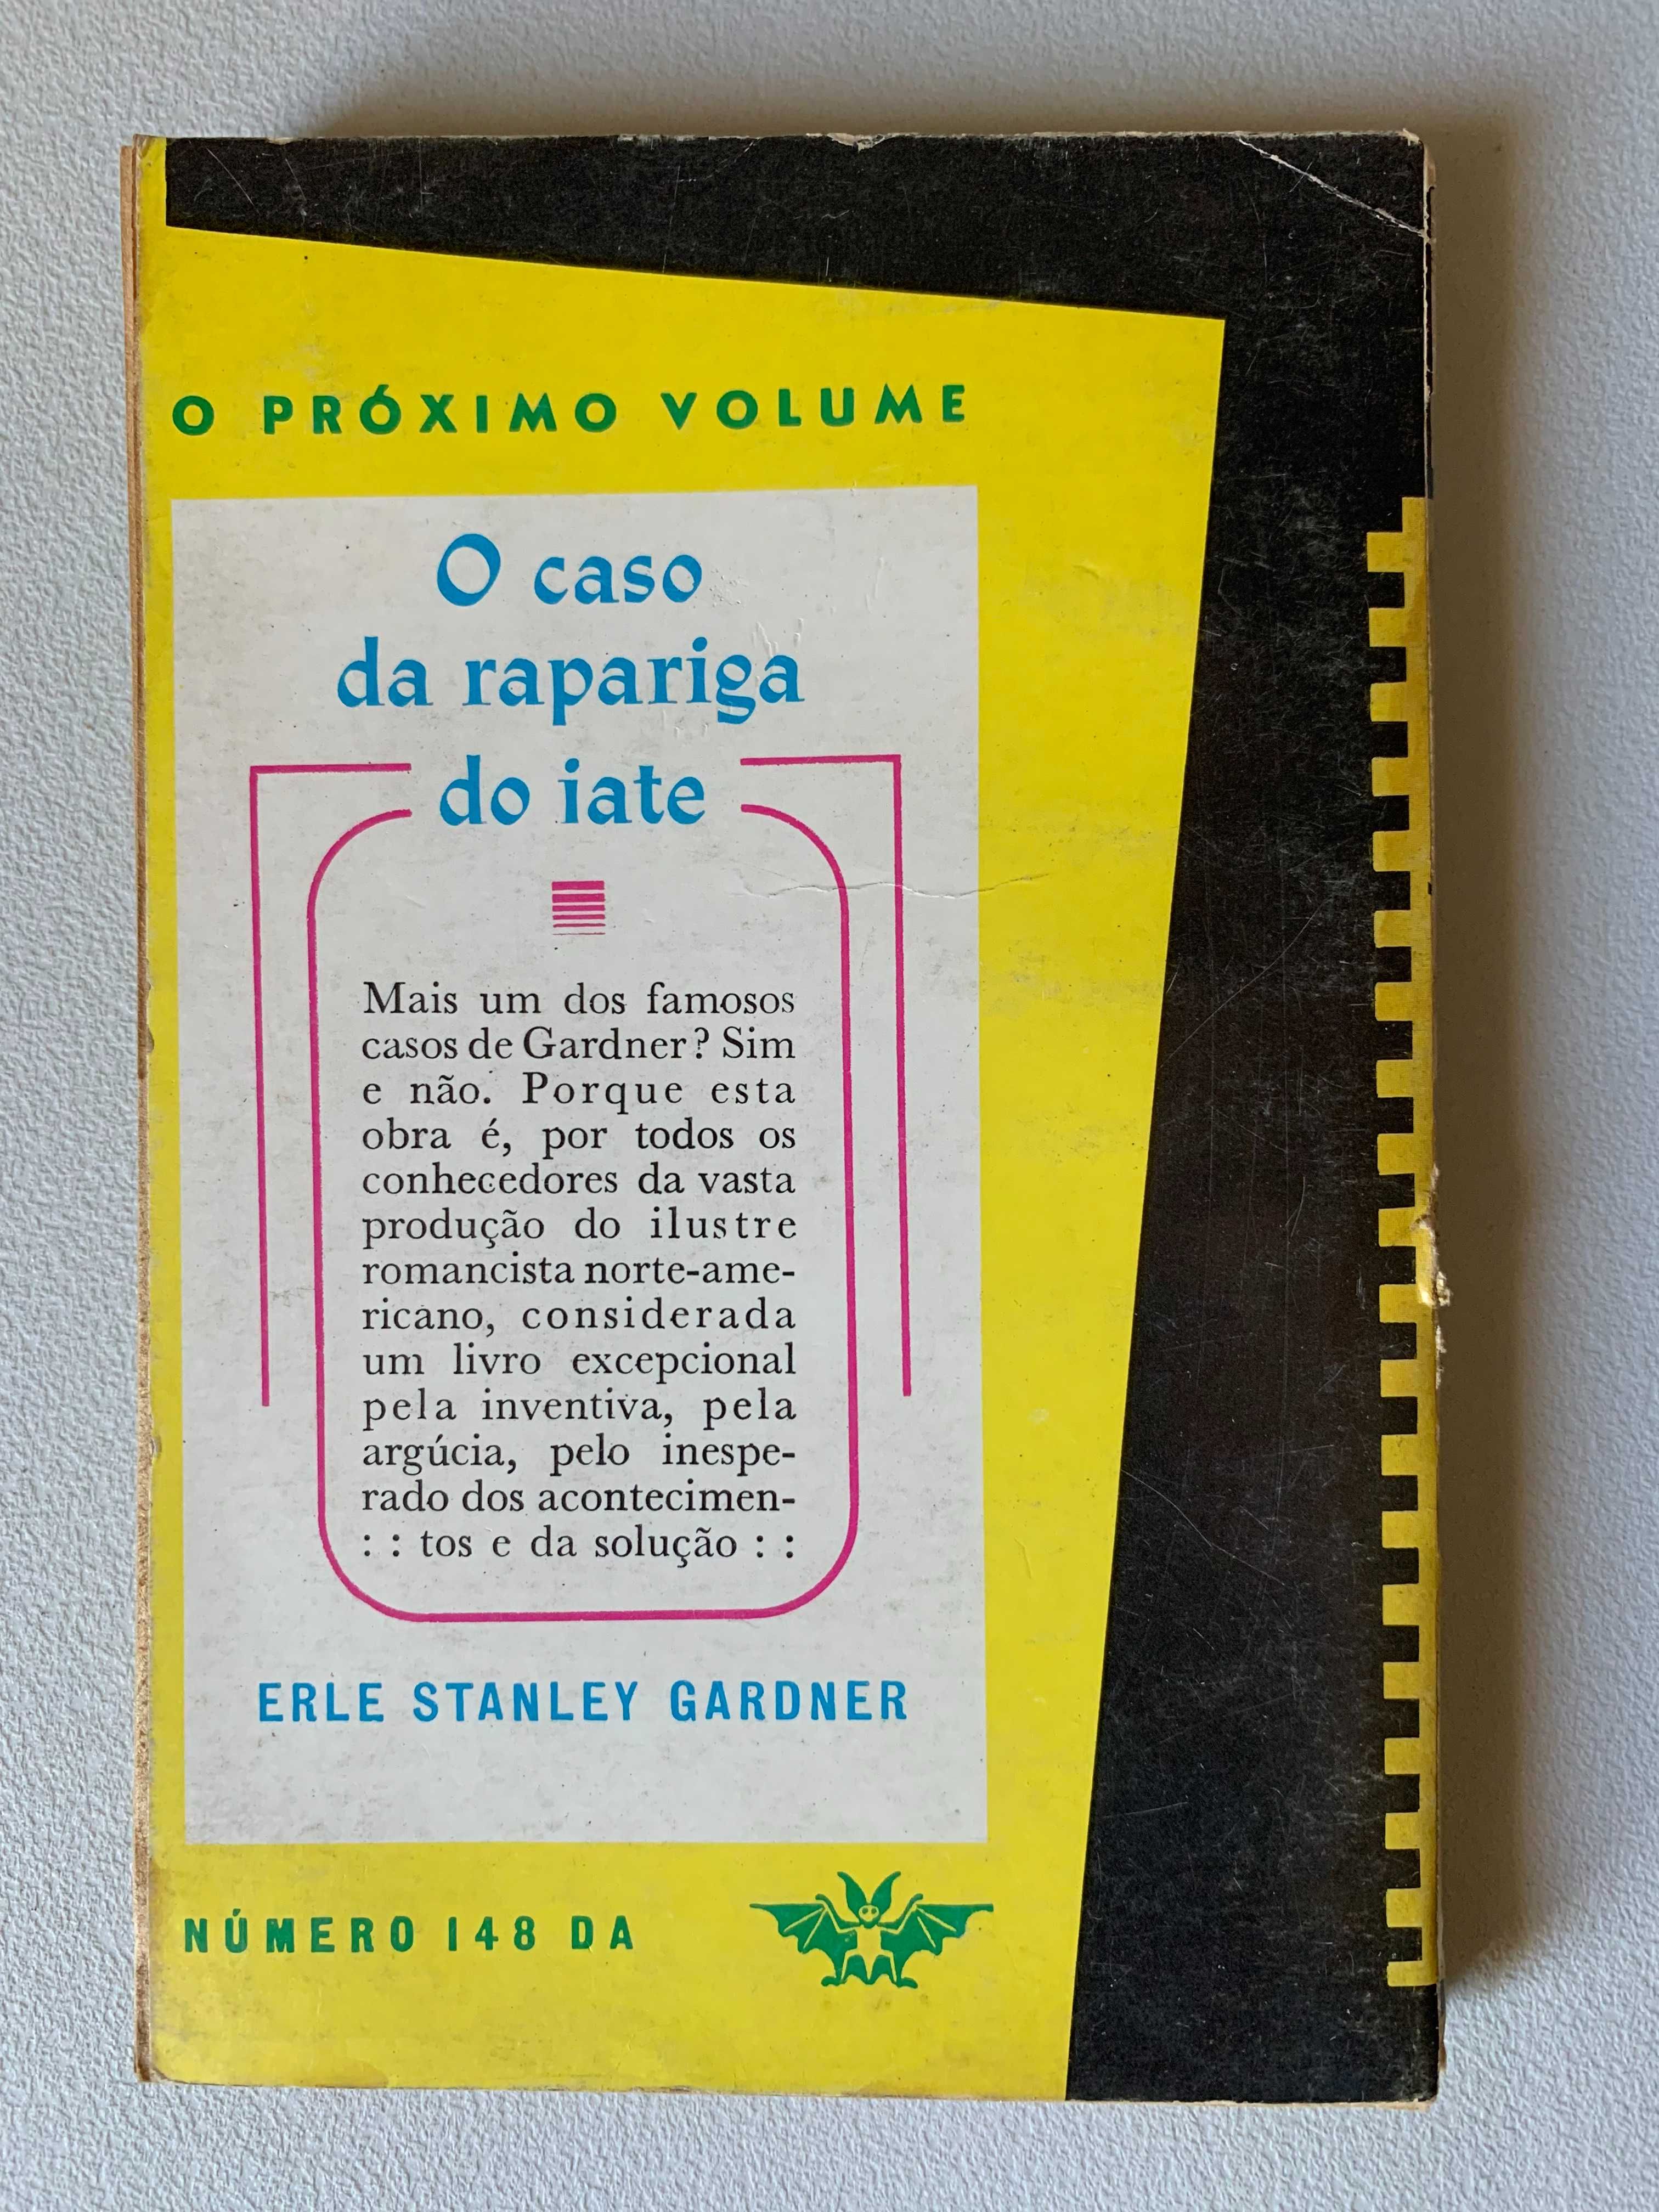 O PRÓXIMO VOLUME
O caso
da rapariga
do iate
Mais um dos famosos
casos de Gardner? Sim
e não. Porque esta
obra é, por todos os
conhecedores da vasta
produção do ilustre
romancista norte-ame-
ricano, considerada
um livro excepcional
pela inventiva, pela
argúcia, pelo inespe-
rado dos acontecimen-
: : tos e da solução : :
ERLE STANLEY GARDNER
NÚMERO 148 DA